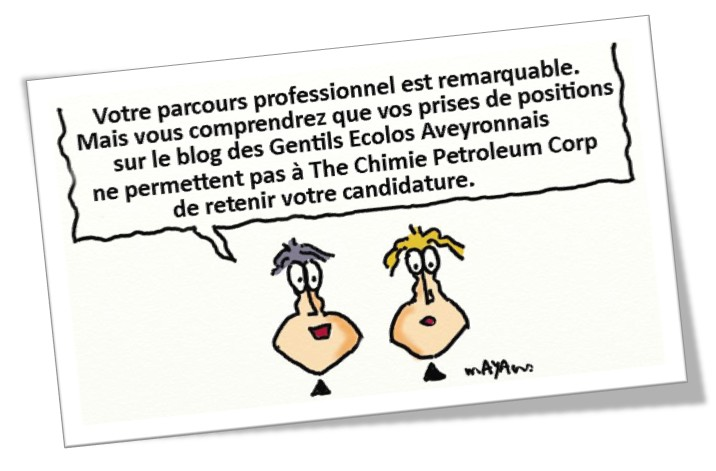 Votre parcours professionnel est remarquable.
Mais vous comprendrez que vos prises de positions
sur le blog des Gentils Ecolos Aveyronnais
ne permettent pas à The Chimie Petroleum Corp
de retenir votre candidature.
mAYAns